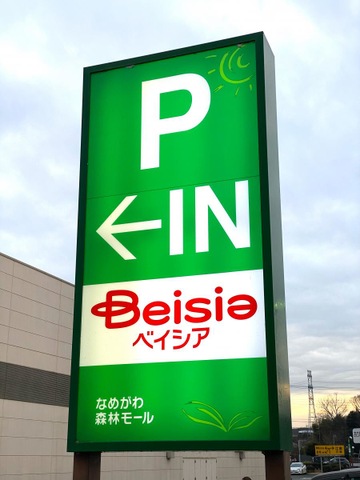 P
←IN
Beisia
ベイシア
なめがわ
森林モール